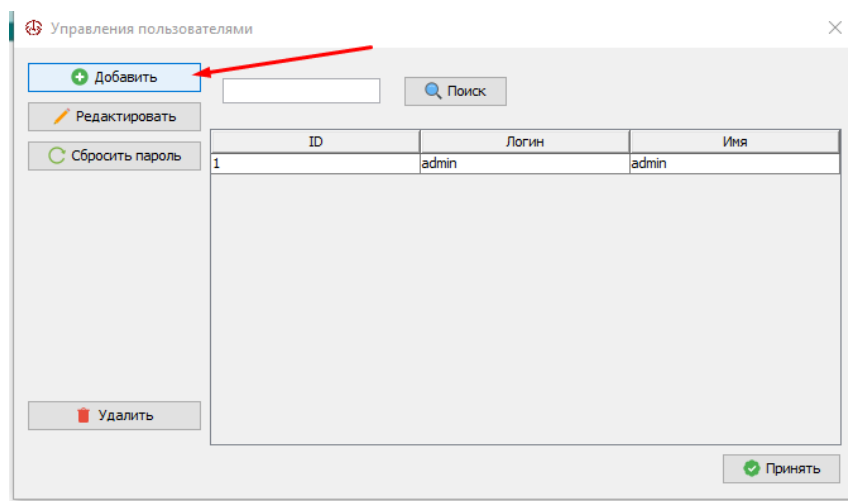 Управления пользователями
Добавить
Поиск
Редактировать
Сбросить пароль
ID Логин Имя
1 admin admin
Удалить
Принять